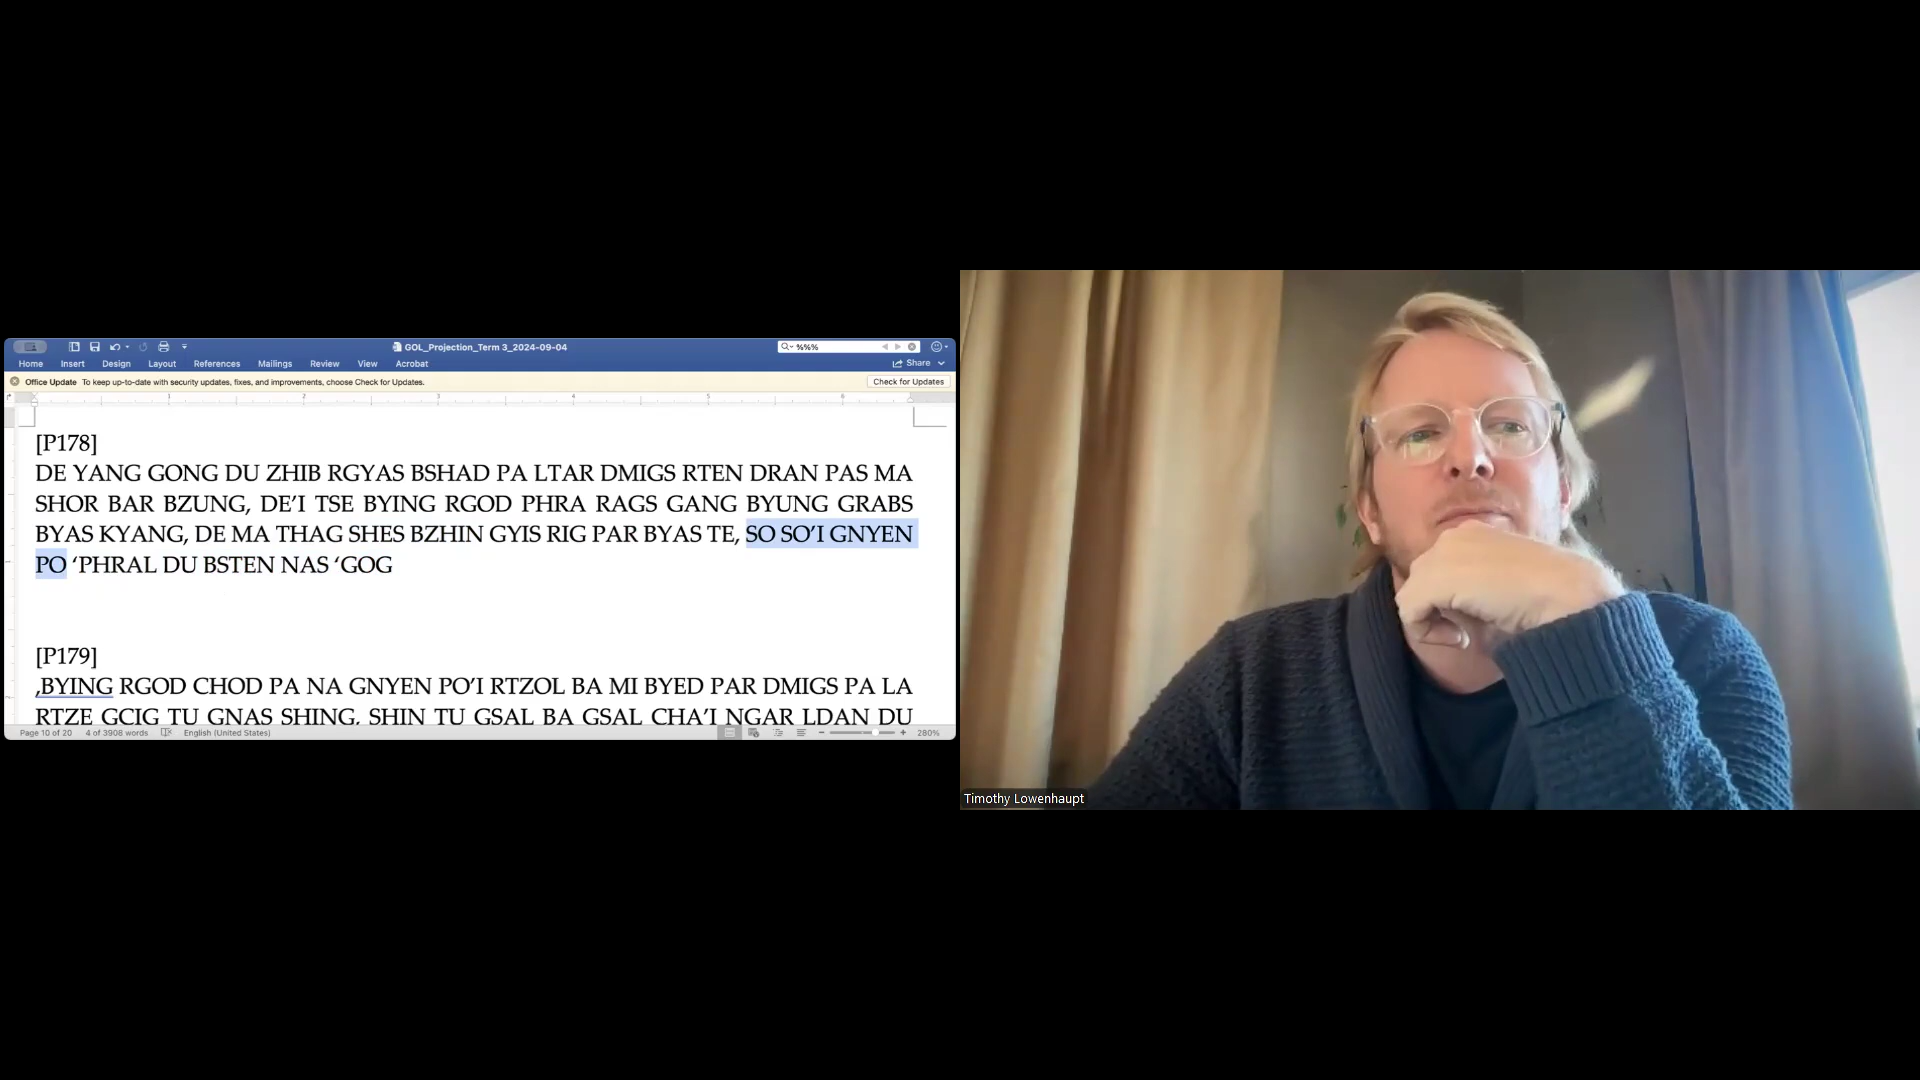 GOL_Projection_Term 3_2024-09-04
%%%
Home Insert Design Layout References Mailings Review View Acrobat Share
Office Update To keep up-to-date with security updates, fixes, and improvements, choose Check for Updates. Check for Updates
1 2 3 4 5 6
[P178]
DE YANG GONG DU ZHIB RGYAS BSHAD PA LTAR DMIGS RTEN DRAN PAS MA
SHOR BAR BZUNG, DE’I TSE BYING RGOD PHRA RAGS GANG BYUNG GRABS
BYAS KYANG, DE MA THAG SHES BZHIN GYIS RIG PAR BYAS TE, SO SO’I GNYEN
PO ‘PHRAL DU BSTEN NAS ‘GOG
[P179]
,BYING RGOD CHOD PA NA GNYEN PO’I RTZOL BA MI BYED PAR DMIGS PA LA
RTZE GCIG TU GNAS SHING, SHIN TU GSAL BA GSAL CHA’I NGAR LDAN DU
Page 10 of 20 4 of 3908 words English (United States) 280%
Timothy Lowenhaupt